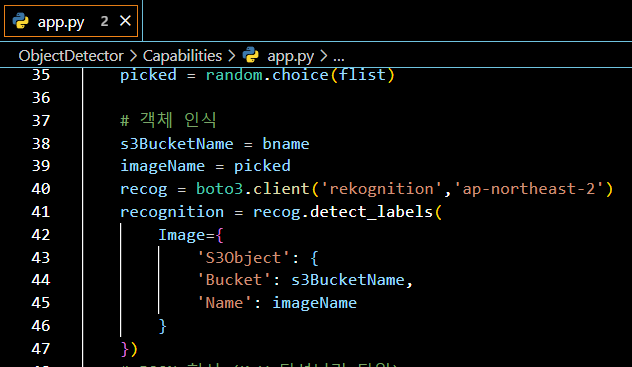 app.py 2 ×
ObjectDetector > Capabilities > app.py > ...
35 picked = random.choice(flist)
36
37 # 객체 인식
38 s3BucketName = bname
39 imageName = picked
40 recog = boto3.client('rekognition','ap-northeast-2')
41 recognition = recog.detect_labels(
42 Image={
43 'S3Object': {
44 'Bucket': s3BucketName,
45 'Name': imageName
46 }
47 })